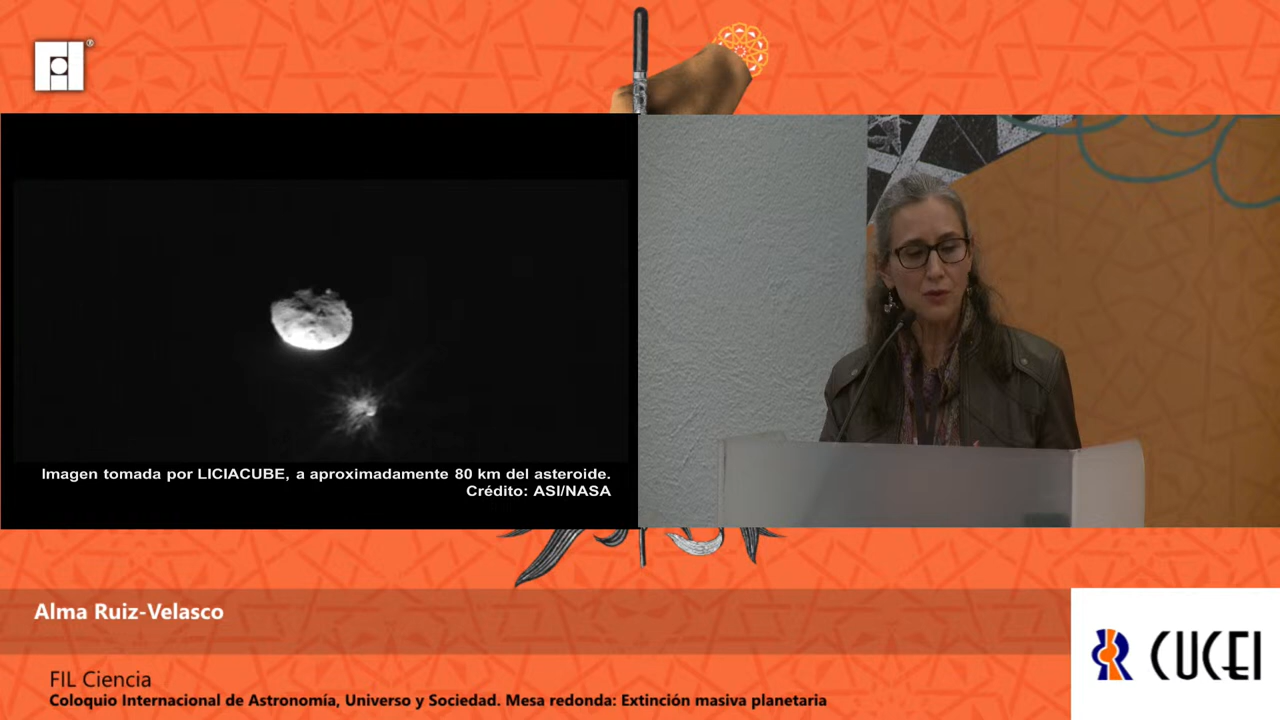 Imagen tomada por LICIACUBE, a aproximadamente 80 km del asteroide.
Crédito: ASI/NASA
Alma Ruiz-Velasco
CUCEI
FIL Ciencia
Coloquio Internacional de Astronomía, Universo y Sociedad. Mesa redonda: Extinción masiva planetaria